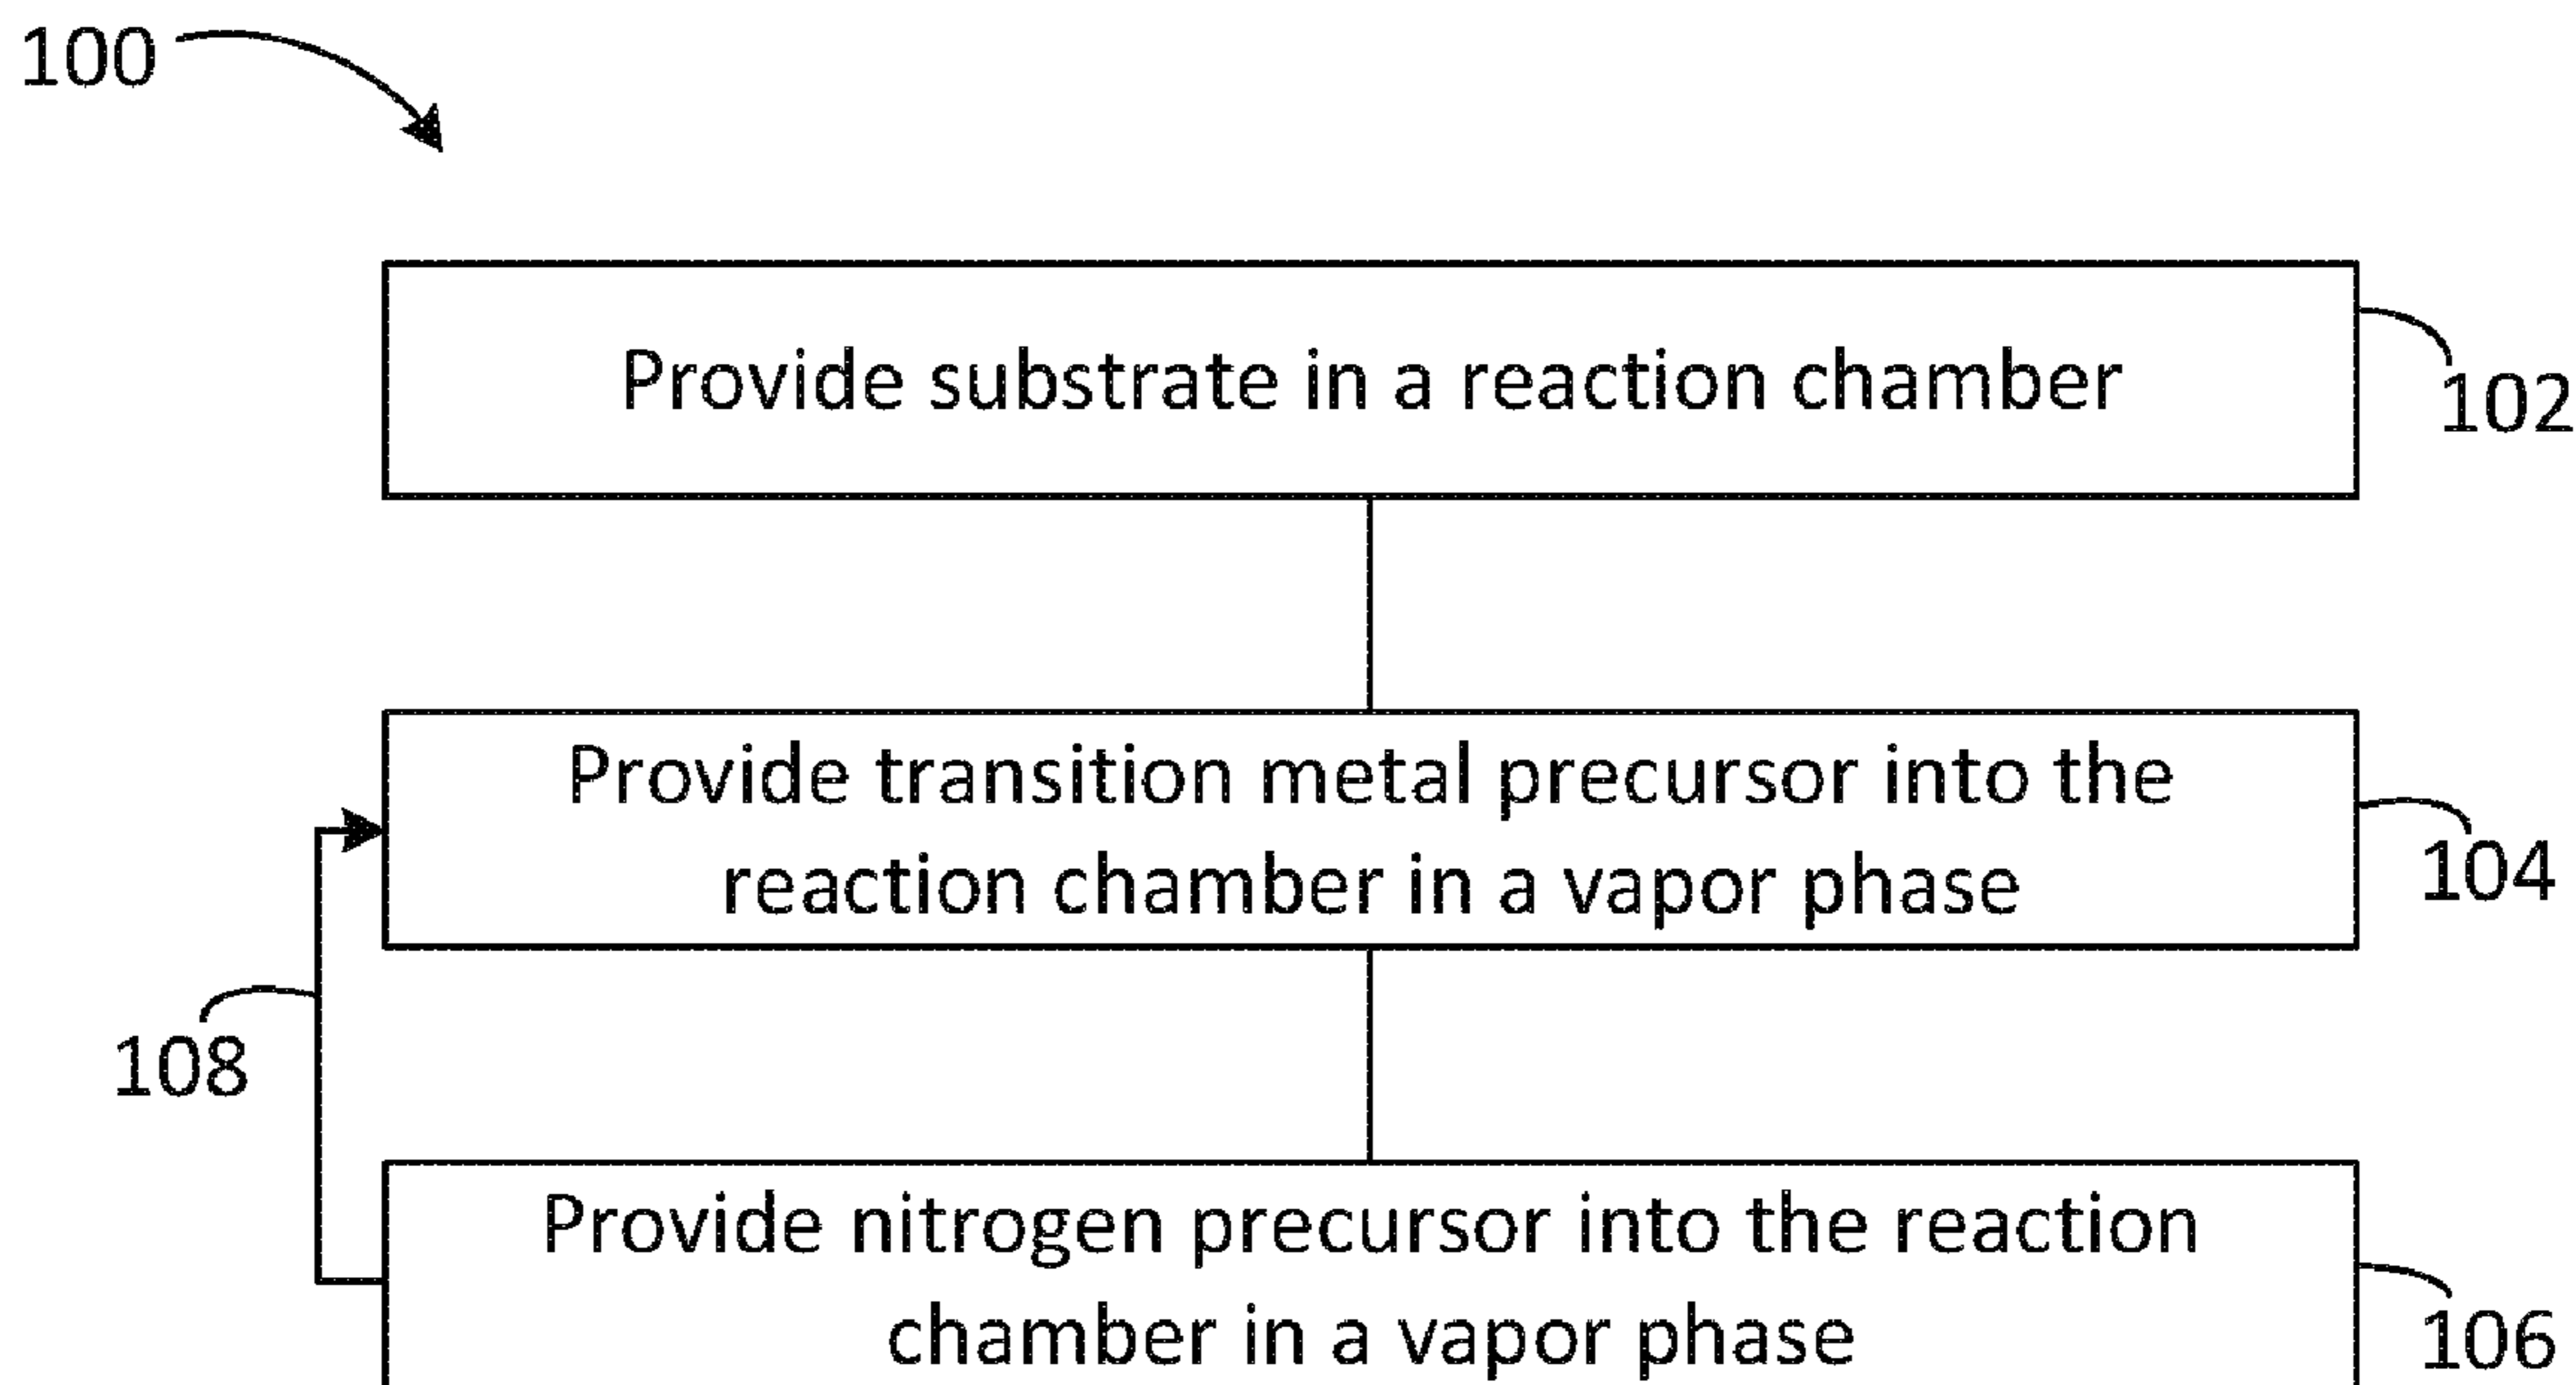 100
Provide substrate in a reaction chamber
102
Provide transition metal precursor into the
reaction chamber in a vapor phase
104
108
Provide nitrogen precursor into the reaction
chamber in a vapor phase
106